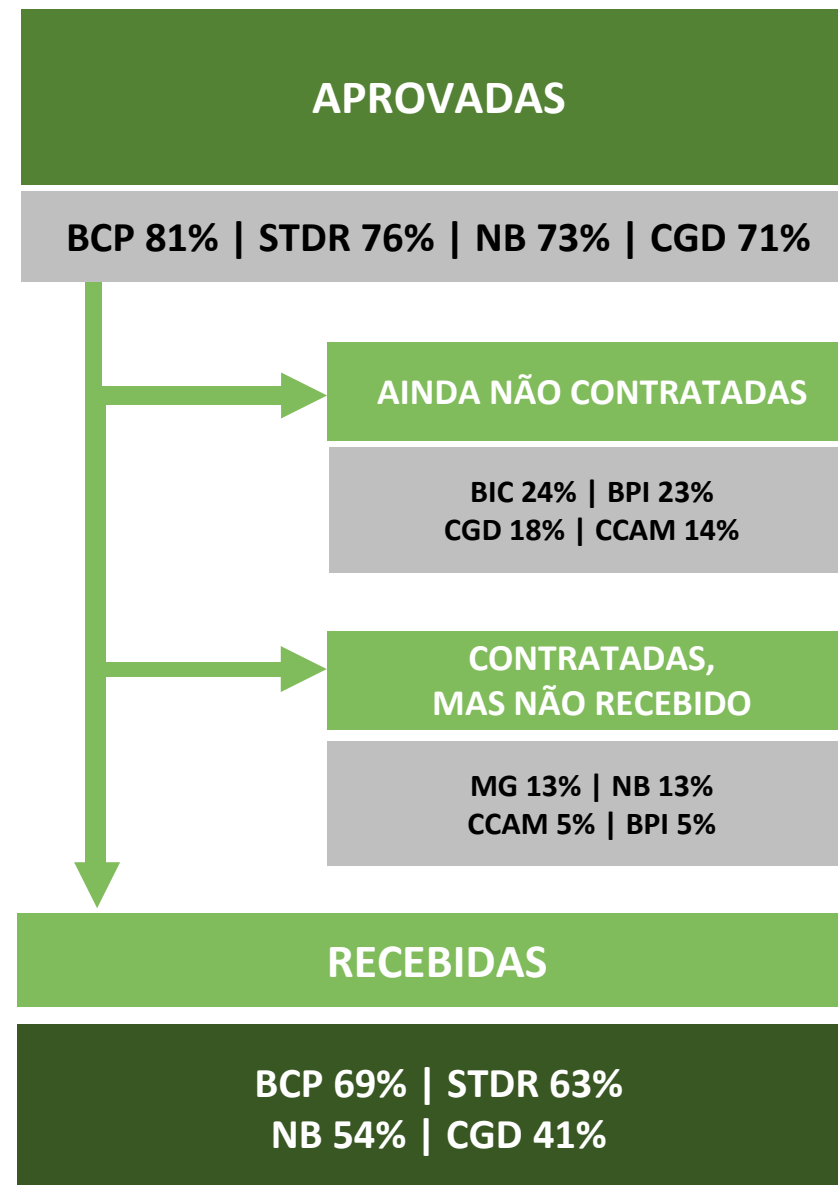 APROVADAS
BCP 81% | STDR 76% | NB 73% | CGD 71%
AINDA NÃO CONTRATADAS
BIC 24% | BPI 23%
CGD 18% | CCAM 14%
CONTRATADAS,
MAS NÃO RECEBIDO
MG 13% | NB 13%
CCAM 5% | BPI 5%
RECEBIDAS
BCP 69% | STDR 63%
NB 54% | CGD 41%